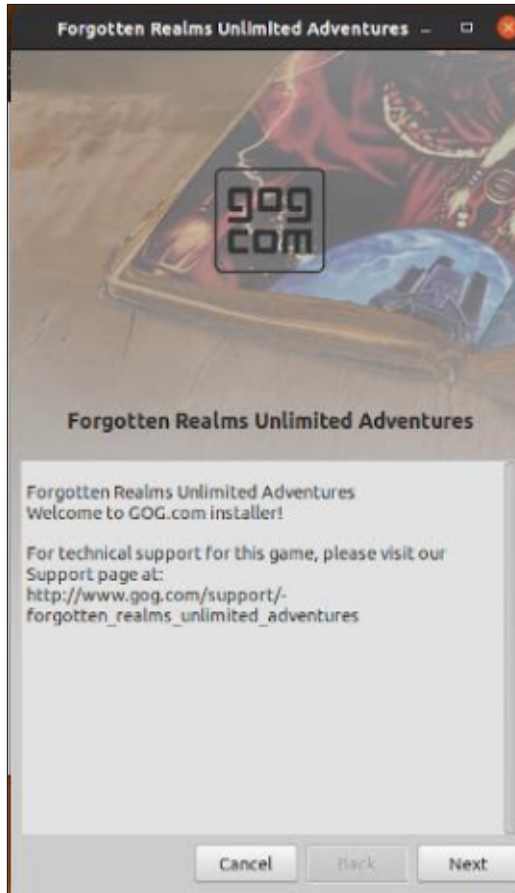 Forgotten Realms Unlimited Adventures
gog
com
Forgotten Realms Unlimited Adventures
Forgotten Realms Unlimited Adventures
Welcome to GOG.com installer!
For technical support for this game, please visit our
Support page at:
http://www.gog.com/support/-
forgotten_realms_unlimited_adventures
Cancel
Back
Next